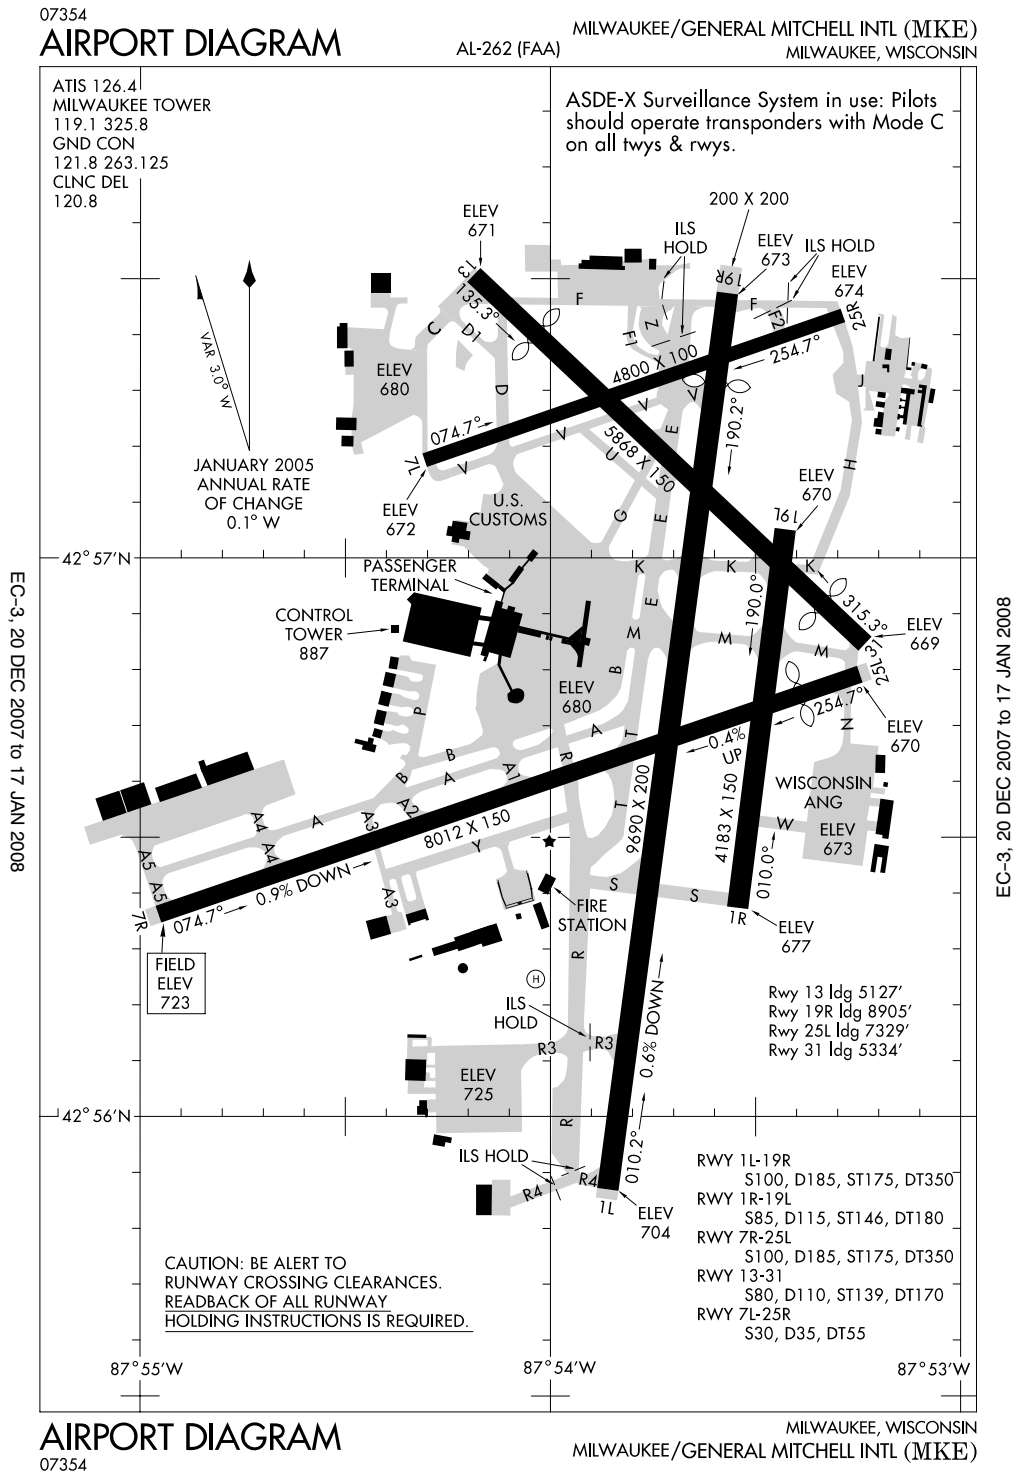 07354
AIRPORT DIAGRAM
AL-262 (FAA)
MILWAUKEE/GENERAL MITCHELL INTL (MKE)
MILWAUKEE, WISCONSIN
ATIS 126.4
MILWAUKEE TOWER
119.1 325.8
GND CON
121.8 263.125
CLNC DEL
120.8
ASDE-X Surveillance System in use: Pilots
should operate transponders with Mode C
on all twys & rwys.
200 X 200
ELEV
671
ILS
HOLD
ELEV
673
ILS HOLD
ELEV
674
13
19R
25R
135.3°
F
F
F1
Z
F2
C
D1
VAR 3.0° W
ELEV
680
4800 X 100
254.7°
D
J
074.7°
V
V
V
V
E
190.2°
7L
U
5868 X 150
H
JANUARY 2005
ANNUAL RATE
OF CHANGE
0.1° W
ELEV
672
U.S.
CUSTOMS
G
E
ELEV
670
19L
42°57'N
PASSENGER
TERMINAL
K
K
K
CONTROL
TOWER
887
E
190.0°
315.3°
ELEV
669
M
M
M
31
25L
B
ELEV
680
P
254.7°
ELEV
670
A
T
R
0.4%
UP
N
B
B
A
A1
WISCONSIN
ANG
ELEV
673
A2
A3
A
A4
A4
8012 X 150
T
9690 X 200
4183 X 150
W
Y
A5
A5
0.9% DOWN
A3
S
S
010.0°
7R
074.7°
FIRE
STATION
1R
ELEV
677
FIELD
ELEV
723
R
H
0.6% DOWN
Rwy 13 ldg 5127'
Rwy 19R ldg 8905'
Rwy 25L ldg 7329'
Rwy 31 ldg 5334'
ILS
HOLD
R3
R3
ELEV
725
42°56'N
R
010.2°
ILS HOLD
R4
R4
1L
ELEV
704
RWY 1L-19R
S100, D185, ST175, DT350
RWY 1R-19L
S85, D115, ST146, DT180
RWY 7R-25L
S100, D185, ST175, DT350
RWY 13-31
S80, D110, ST139, DT170
RWY 7L-25R
S30, D35, DT55
CAUTION: BE ALERT TO
RUNWAY CROSSING CLEARANCES.
READBACK OF ALL RUNWAY
HOLDING INSTRUCTIONS IS REQUIRED.
87°55'W
87°54'W
87°53'W
EC-3, 20 DEC 2007 to 17 JAN 2008
EC-3, 20 DEC 2007 to 17 JAN 2008
AIRPORT DIAGRAM
07354
MILWAUKEE, WISCONSIN
MILWAUKEE/GENERAL MITCHELL INTL (MKE)